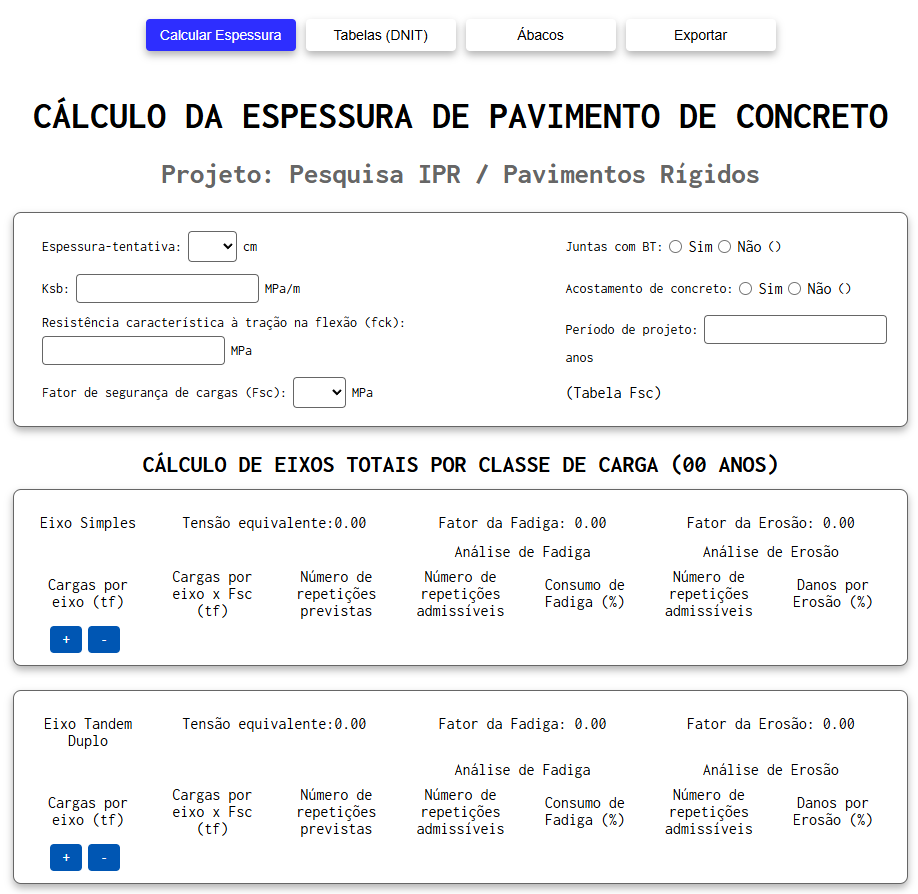 Calcular Espessura
Tabelas (DNIT)
Ábacos
Exportar
CÁLCULO DA ESPESSURA DE PAVIMENTO DE CONCRETO
Projeto: Pesquisa IPR / Pavimentos Rígidos
Espessura-tentativa: cm
Juntas com BT: Sim Não ()
Ksb: MPa/m
Acostamento de concreto: Sim Não ()
Resistência característica à tração na flexão (fck):
MPa
Período de projeto:
anos
Fator de segurança de cargas (Fsc): MPa
(Tabela Fsc)
CÁLCULO DE EIXOS TOTAIS POR CLASSE DE CARGA (00 ANOS)
Eixo Simples
Tensão equivalente:0.00
Fator da Fadiga: 0.00
Fator da Erosão: 0.00
Análise de Fadiga
Análise de Erosão
Cargas por
eixo (tf)
Cargas por
eixo x Fsc
(tf)
Número de
repetições
previstas
Número de
repetições
admissíveis
Consumo de
Fadiga (%)
Número de
repetições
admissíveis
Danos por
Erosão (%)
+
-
Eixo Tandem
Duplo
Tensão equivalente:0.00
Fator da Fadiga: 0.00
Fator da Erosão: 0.00
Análise de Fadiga
Análise de Erosão
Cargas por
eixo (tf)
Cargas por
eixo x Fsc
(tf)
Número de
repetições
previstas
Número de
repetições
admissíveis
Consumo de
Fadiga (%)
Número de
repetições
admissíveis
Danos por
Erosão (%)
+
-